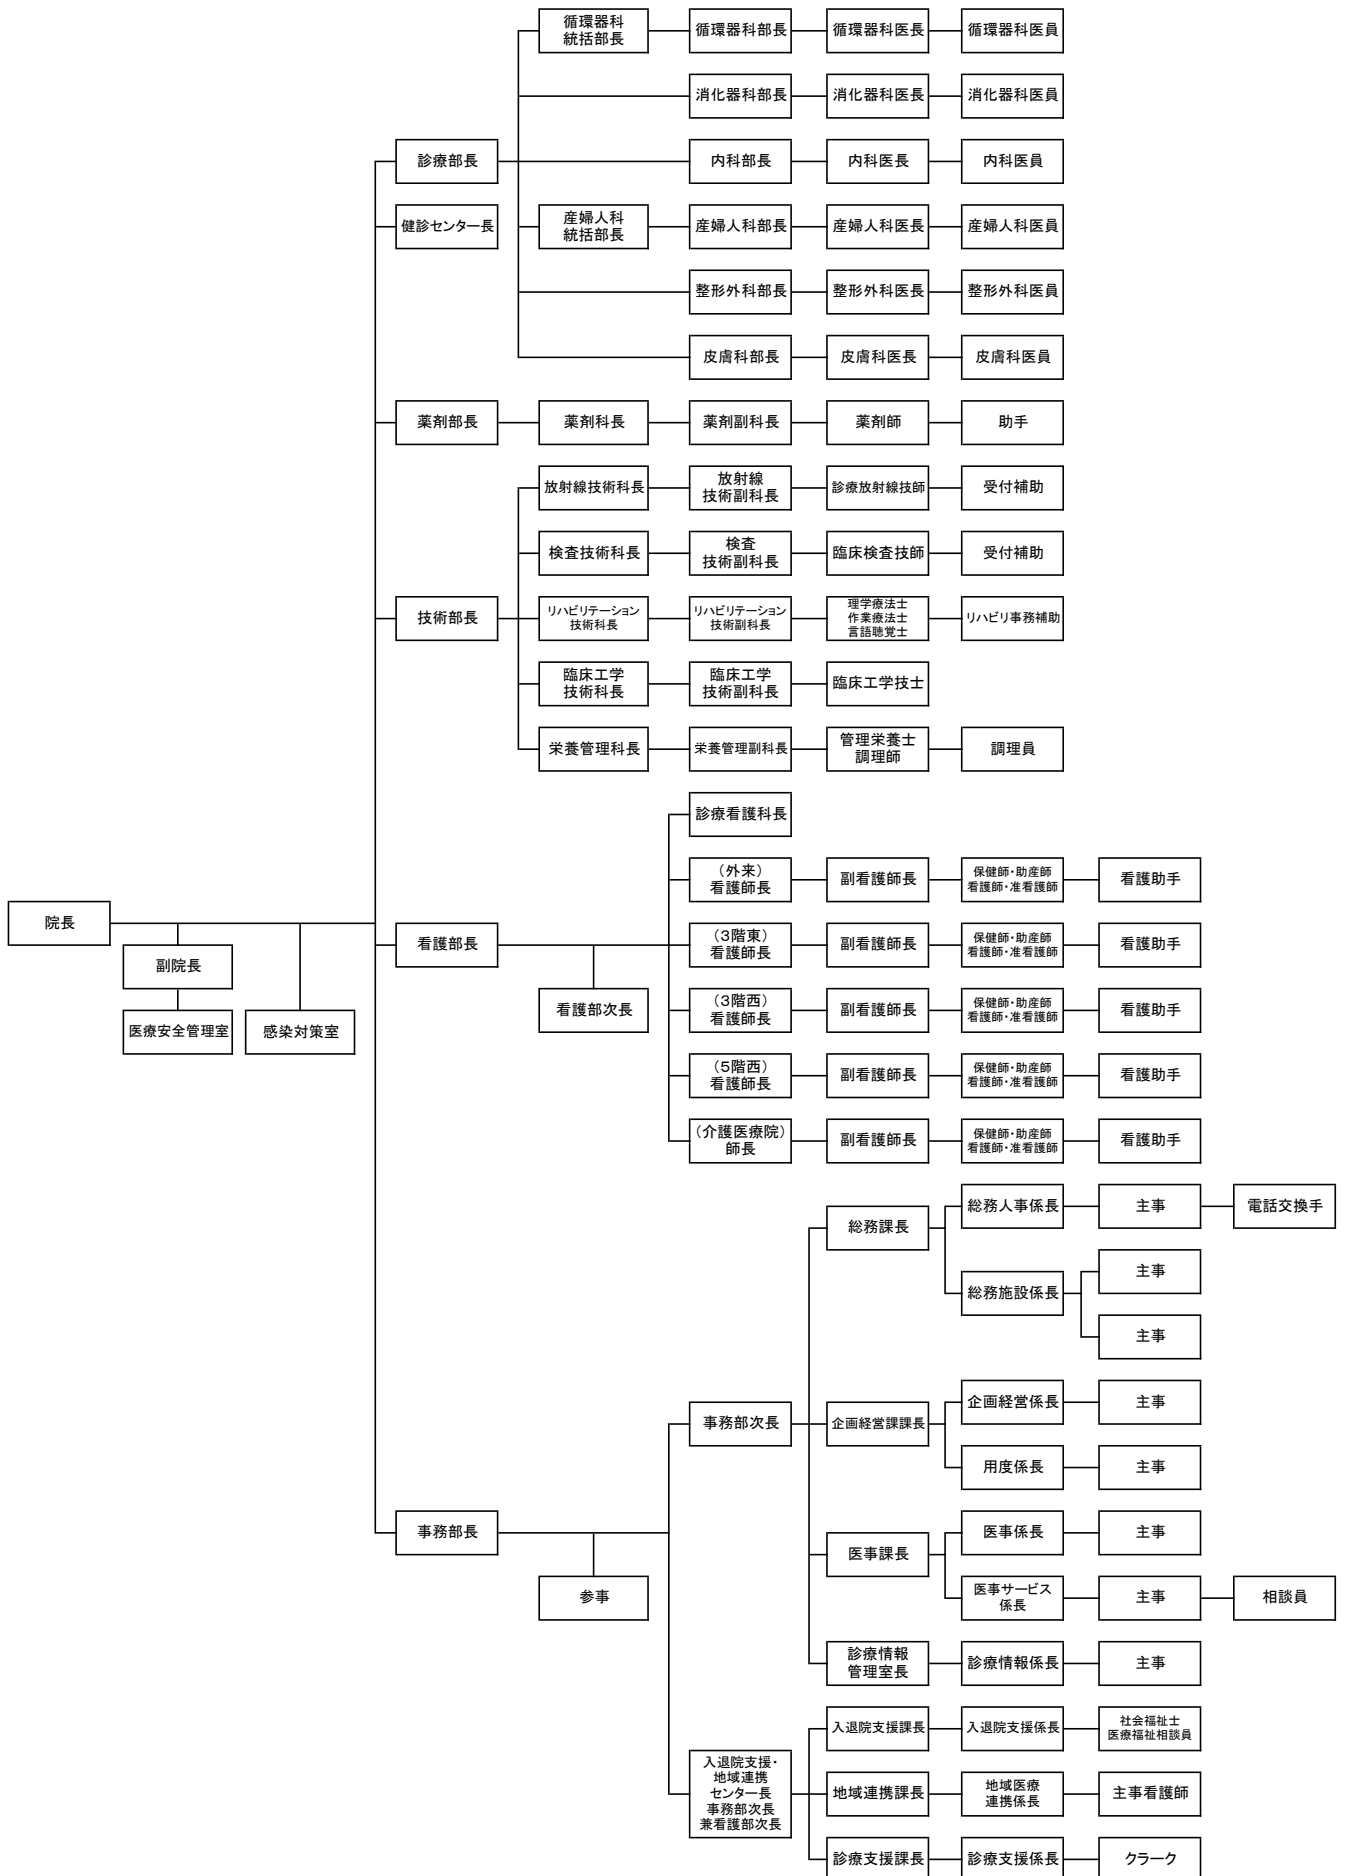 循環器科
統括部長
循環器科部長
循環器科医長
循環器科医員
消化器科部長
消化器科医長
消化器科医員
診療部長
内科部長
内科医長
内科医員
健診センター長
産婦人科
統括部長
産婦人科部長
産婦人科医長
産婦人科医員
整形外科部長
整形外科医長
整形外科医員
皮膚科部長
皮膚科医長
皮膚科医員
薬剤部長
薬剤科長
薬剤副科長
薬剤師
助手
放射線技術科長
放射線
技術副科長
診療放射線技師
受付補助
検査技術科長
検査
技術副科長
臨床検査技師
受付補助
技術部長
リハビリテーション
技術科長
リハビリテーション
技術副科長
理学療法士
作業療法士
言語聴覚士
リハビリ事務補助
臨床工学
技術科長
臨床工学
技術副科長
臨床工学技士
栄養管理科長
栄養管理副科長
管理栄養士
調理師
調理員
診療看護科長
(外来)
看護師長
副看護師長
保健師・助産師
看護師・准看護師
看護助手
院長
副院長
医療安全管理室
感染対策室
看護部長
看護部次長
(3階東)
看護師長
副看護師長
保健師・助産師
看護師・准看護師
看護助手
(3階西)
看護師長
副看護師長
保健師・助産師
看護師・准看護師
看護助手
(5階西)
看護師長
副看護師長
保健師・助産師
看護師・准看護師
看護助手
(介護医療院)
師長
副看護師長
保健師・助産師
看護師・准看護師
看護助手
総務課長
総務人事係長
主事
電話交換手
総務施設係長
主事
主事
事務部次長
企画経営課課長
企画経営係長
主事
用度係長
主事
事務部長
参事
医事課長
医事係長
主事
医事サービス
係長
主事
相談員
診療情報
管理室長
診療情報係長
主事
入退院支援・
地域連携
センター長
事務部次長
兼看護部次長
入退院支援課長
入退院支援係長
社会福祉士
医療福祉相談員
地域連携課長
地域医療
連携係長
主事看護師
診療支援課長
診療支援係長
クラーク